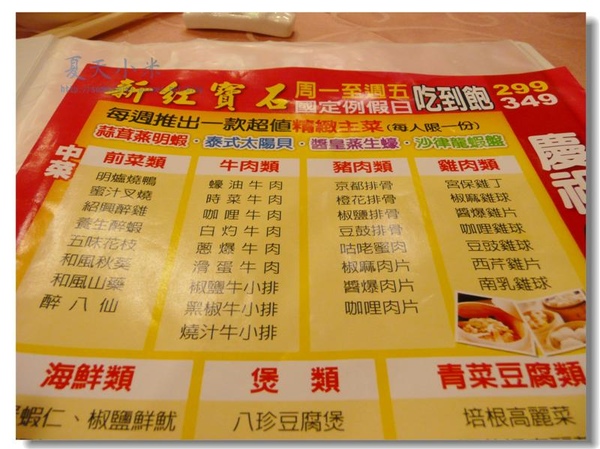 夏天小米
新紅寶石 周一至週五 吃到飽 299
國定例假日 349
每週推出一款超值精緻主菜(每人限一份)
蒜茸蒸明蝦・泰式太陽貝・醬皇蒸生蠔・沙律龍蝦盤
中菜
慶祝
前菜類 牛肉類 豬肉類 雞肉類
明爐燒鴨 蠔油牛肉 京都排骨 宮保雞丁
蜜汁叉燒 時菜牛肉 橙花排骨 椒麻雞球
紹興醉雞 咖哩牛肉 椒鹽排骨 醬爆雞片
養生醉蝦 白灼牛肉 豆鼓排骨 咖哩雞球
五味花枝 蔥爆牛肉 咕咾蜜肉 豆豉雞球
和風秋葵 滑蛋牛肉 椒麻肉片 西芹雞片
和風山藥 椒鹽牛小排 醬爆肉片 南乳雞球
醉八仙 黑椒牛小排 咖哩肉片
燒汁牛小排
海鮮類 煲類 青菜豆腐類
蝦仁、椒鹽鮮魷 八珍豆腐煲 培根高麗菜